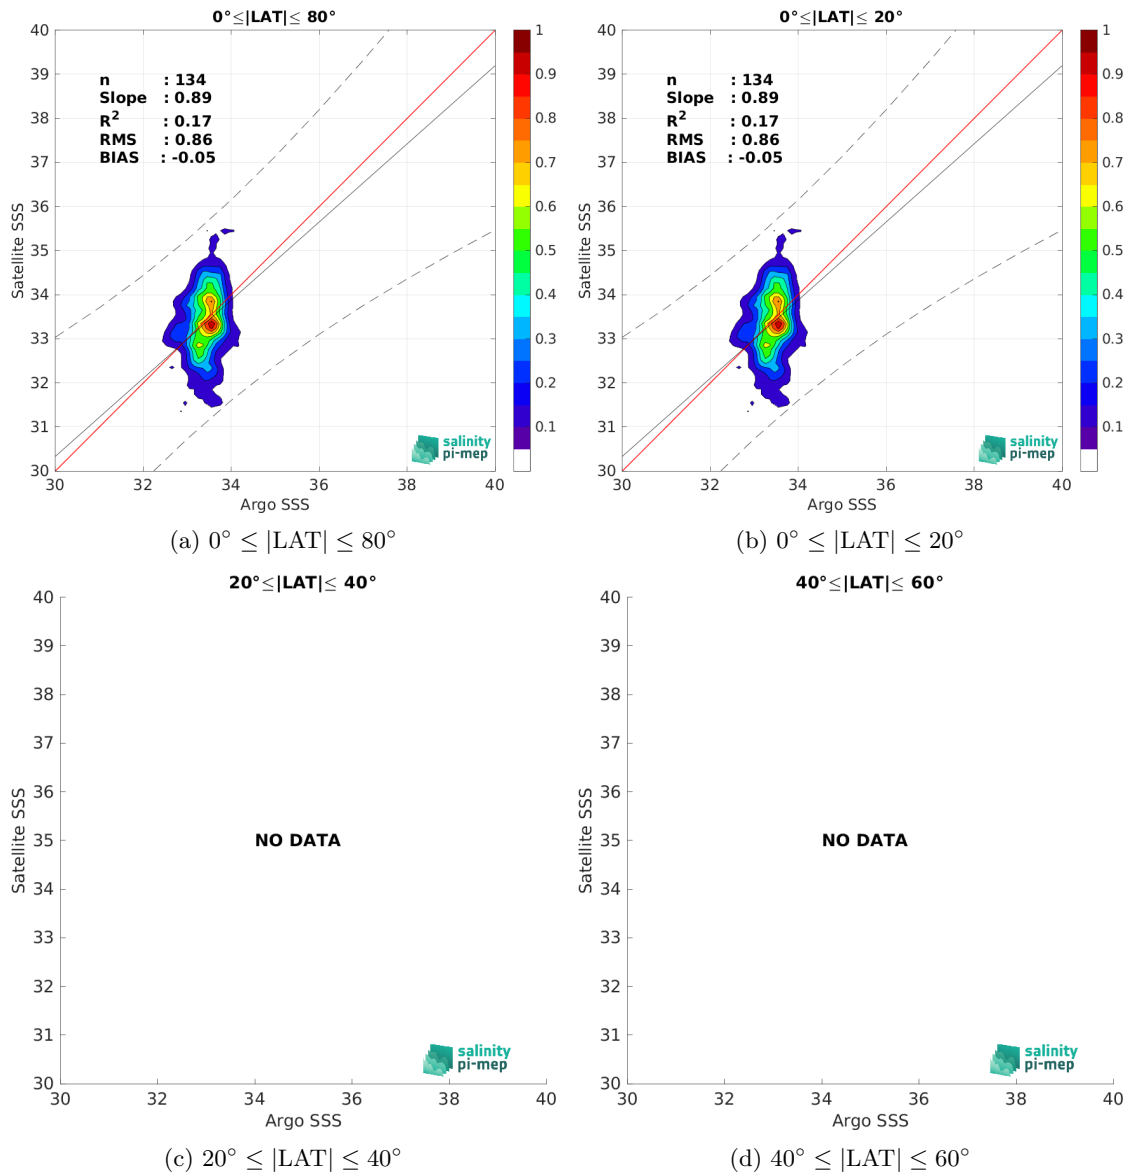 0°≤|LAT|≤ 80°
n : 134
Slope : 0.89
R² : 0.17
RMS : 0.86
BIAS : -0.05
40
39
38
37
36
35
34
33
32
31
30
30 32 34 36 38 40
Satellite SSS
Argo SSS
1
0.9
0.8
0.7
0.6
0.5
0.4
0.3
0.2
0.1
salinity
pi-mep
(a) 0° ≤ |LAT| ≤ 80°
0°≤|LAT|≤ 20°
n : 134
Slope : 0.89
R² : 0.17
RMS : 0.86
BIAS : -0.05
40
39
38
37
36
35
34
33
32
31
30
30 32 34 36 38 40
Satellite SSS
Argo SSS
1
0.9
0.8
0.7
0.6
0.5
0.4
0.3
0.2
0.1
salinity
pi-mep
(b) 0° ≤ |LAT| ≤ 20°
20°≤|LAT|≤ 40°
40
39
38
37
36
35
34
33
32
31
30
30 32 34 36 38 40
Satellite SSS
Argo SSS
NO DATA
salinity
pi-mep
(c) 20° ≤ |LAT| ≤ 40°
40°≤|LAT|≤ 60°
40
39
38
37
36
35
34
33
32
31
30
30 32 34 36 38 40
Satellite SSS
Argo SSS
NO DATA
salinity
pi-mep
(d) 40° ≤ |LAT| ≤ 60°